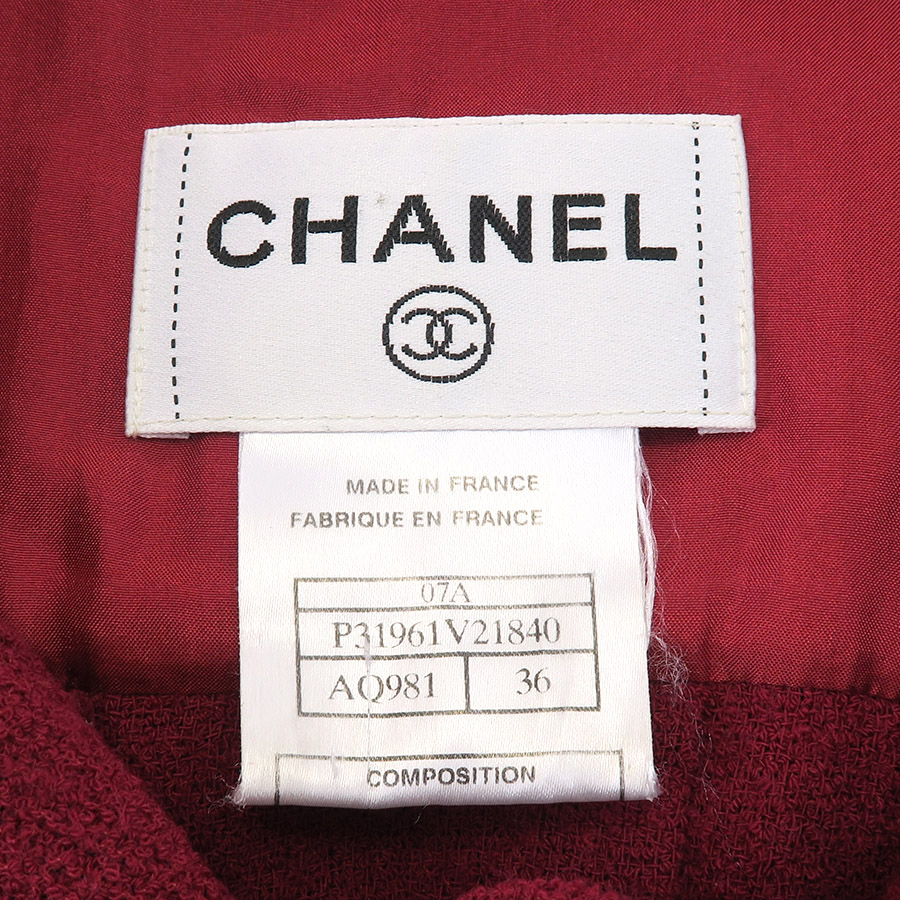 CHANEL
MADE IN FRANCE
FABRIQUE EN FRANCE
07A
P31961V21840
AQ981 36
COMPOSITION